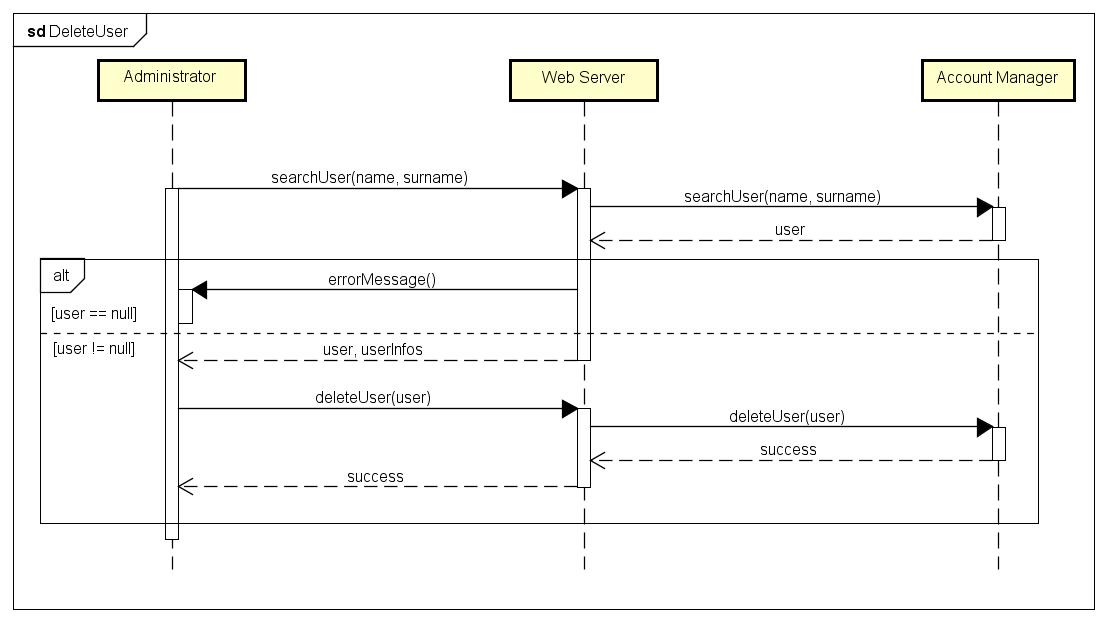 sd DeleteUser
Administrator
Web Server
Account Manager
searchUser(name, surname)
searchUser(name, surname)
user
alt
errorMessage()
[user == null]
[user != null]
user, userInfos
deleteUser(user)
deleteUser(user)
success
success